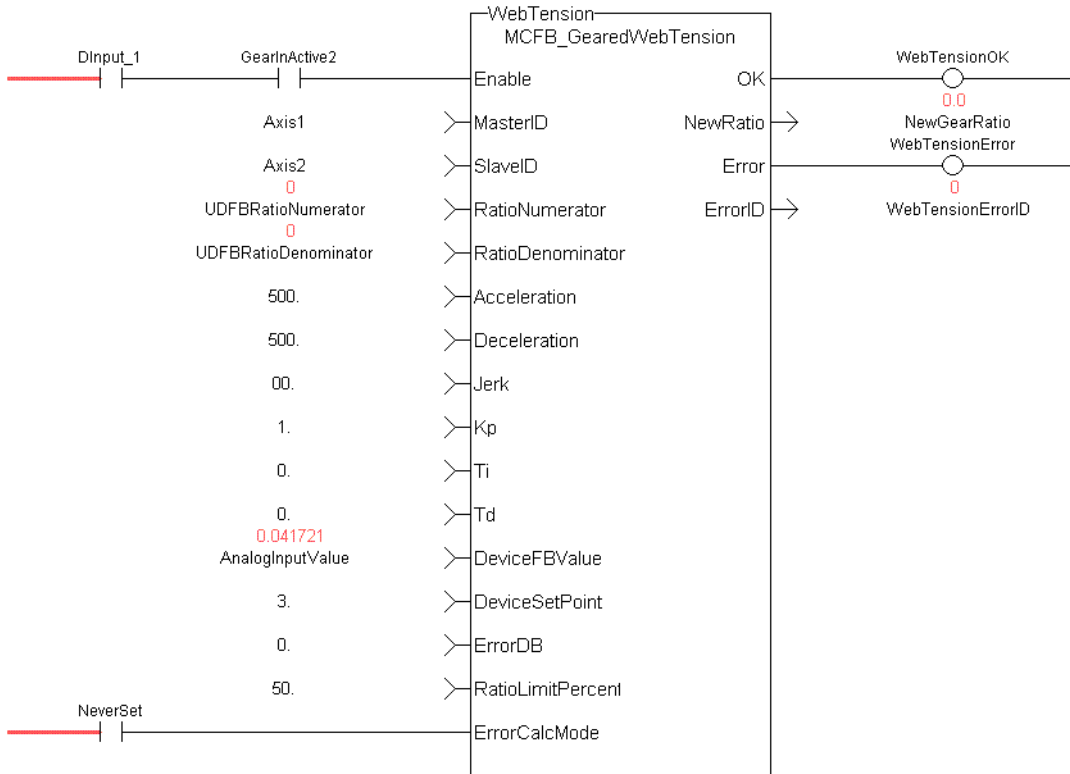 WebTension
MCFB_GearedWebTension
DInput_1
GearInActive2
Enable
OK
WebTensionOK
0.0
Axis1
MasterID
NewRatio
NewGearRatio
WebTensionError
Axis2
SlaveID
Error
0
0
UDFBRatioNumerator
RatioNumerator
ErrorID
WebTensionErrorID
0
UDFBRatioDenominator
RatioDenominator
500.
Acceleration
500.
Deceleration
00.
Jerk
1.
Kp
0.
Ti
0.
Td
0.041721
AnalogInputValue
DeviceFBValue
3.
DeviceSetPoint
0.
ErrorDB
50.
RatioLimitPercent
NeverSet
ErrorCalcMode